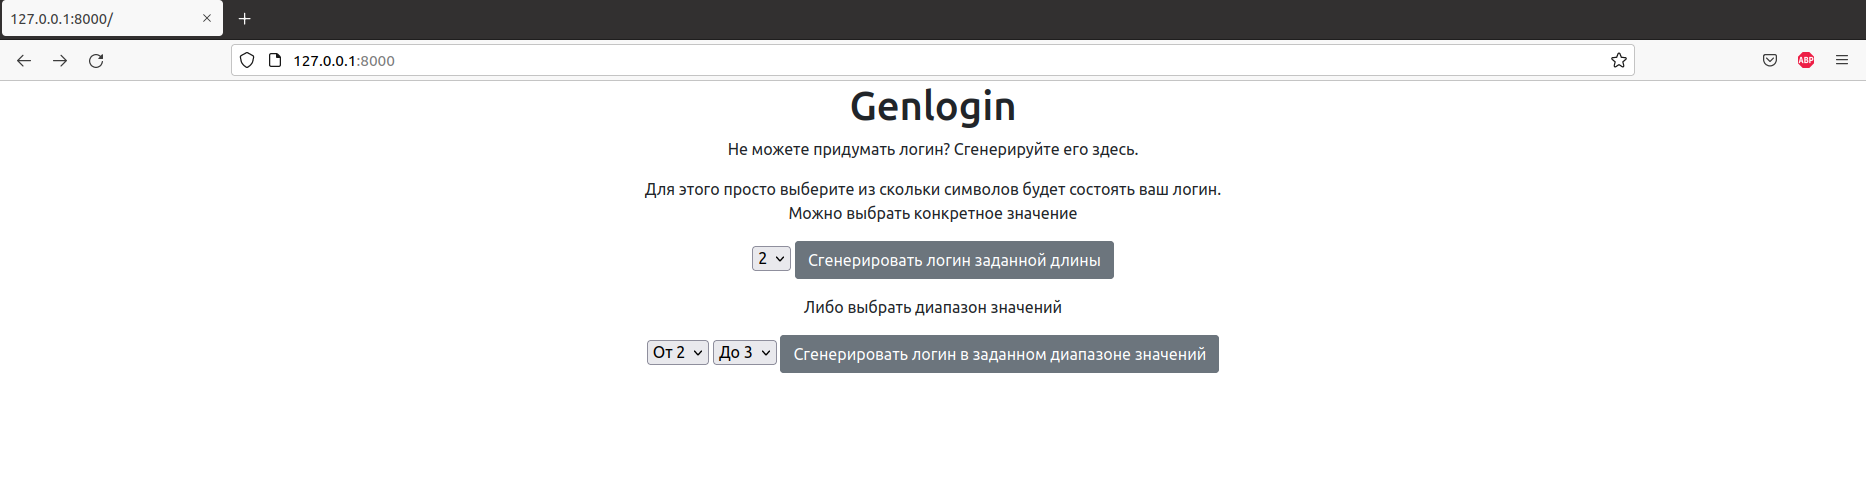 127.0.0.1:8000/
127.0.0.1:8000
ABP
Genlogin
Не можете придумать логин? Сгенерируйте его здесь.
Для этого просто выберите из скольки символов будет состоять ваш логин.
Можно выбрать конкретное значение
2 Сгенерировать логин заданной длины
Либо выбрать диапазон значений
От 2 До 3 Сгенерировать логин в заданном диапазоне значений